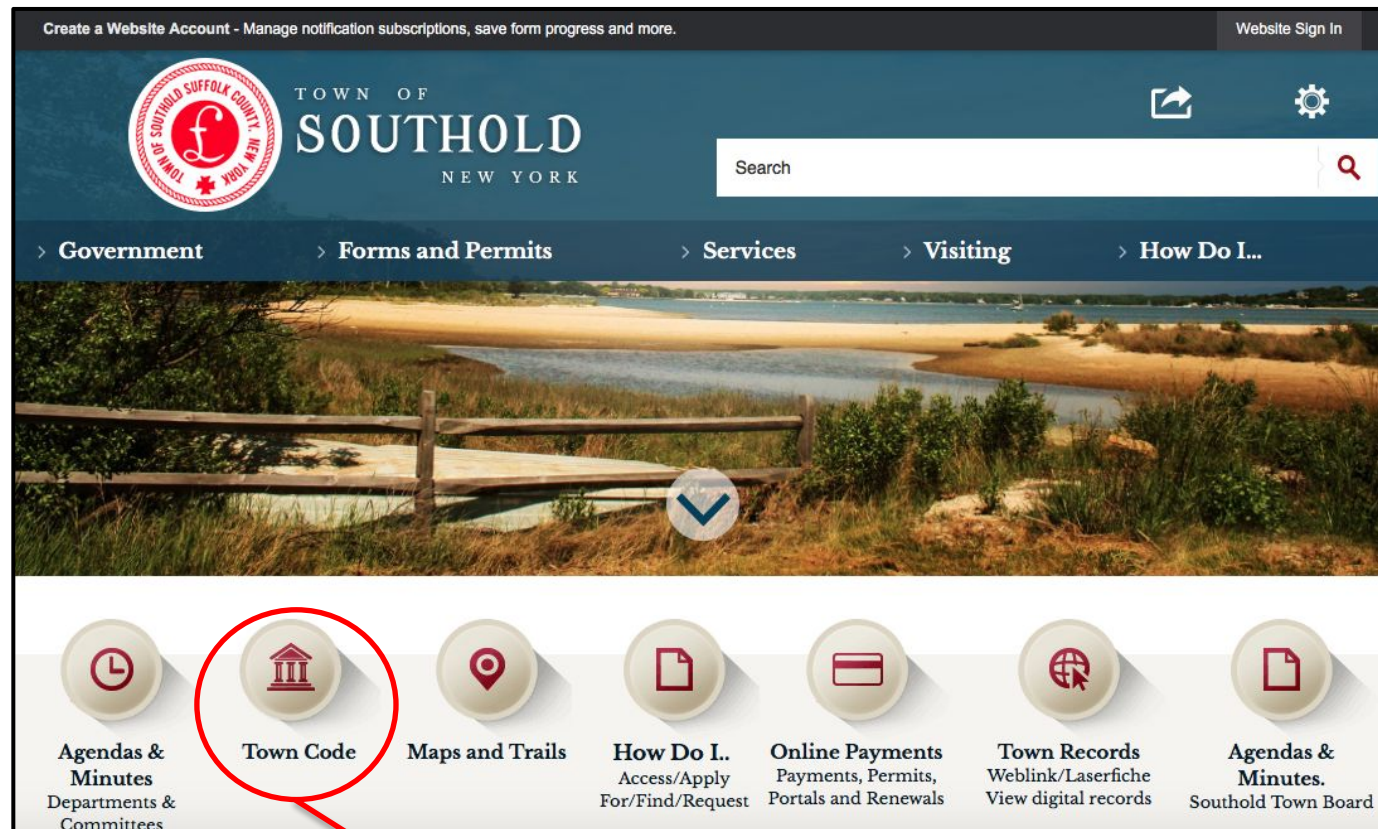 Create a Website Account - Manage notification subscriptions, save form progress and more.
Website Sign In
TOWN OF SOUTHOLD SUFFOLK COUNTY. NEW YORK
£
TOWN OF
SOUTHOLD
NEW YORK
Search
> Government
> Forms and Permits
> Services
> Visiting
> How Do I...
Agendas &
Minutes
Departments &
Committees
Town Code
Maps and Trails
How Do I..
Access/Apply
For/Find/Request
Online Payments
Payments, Permits,
Portals and Renewals
Town Records
Weblink/Laserfiche
View digital records
Agendas &
Minutes.
Southold Town Board